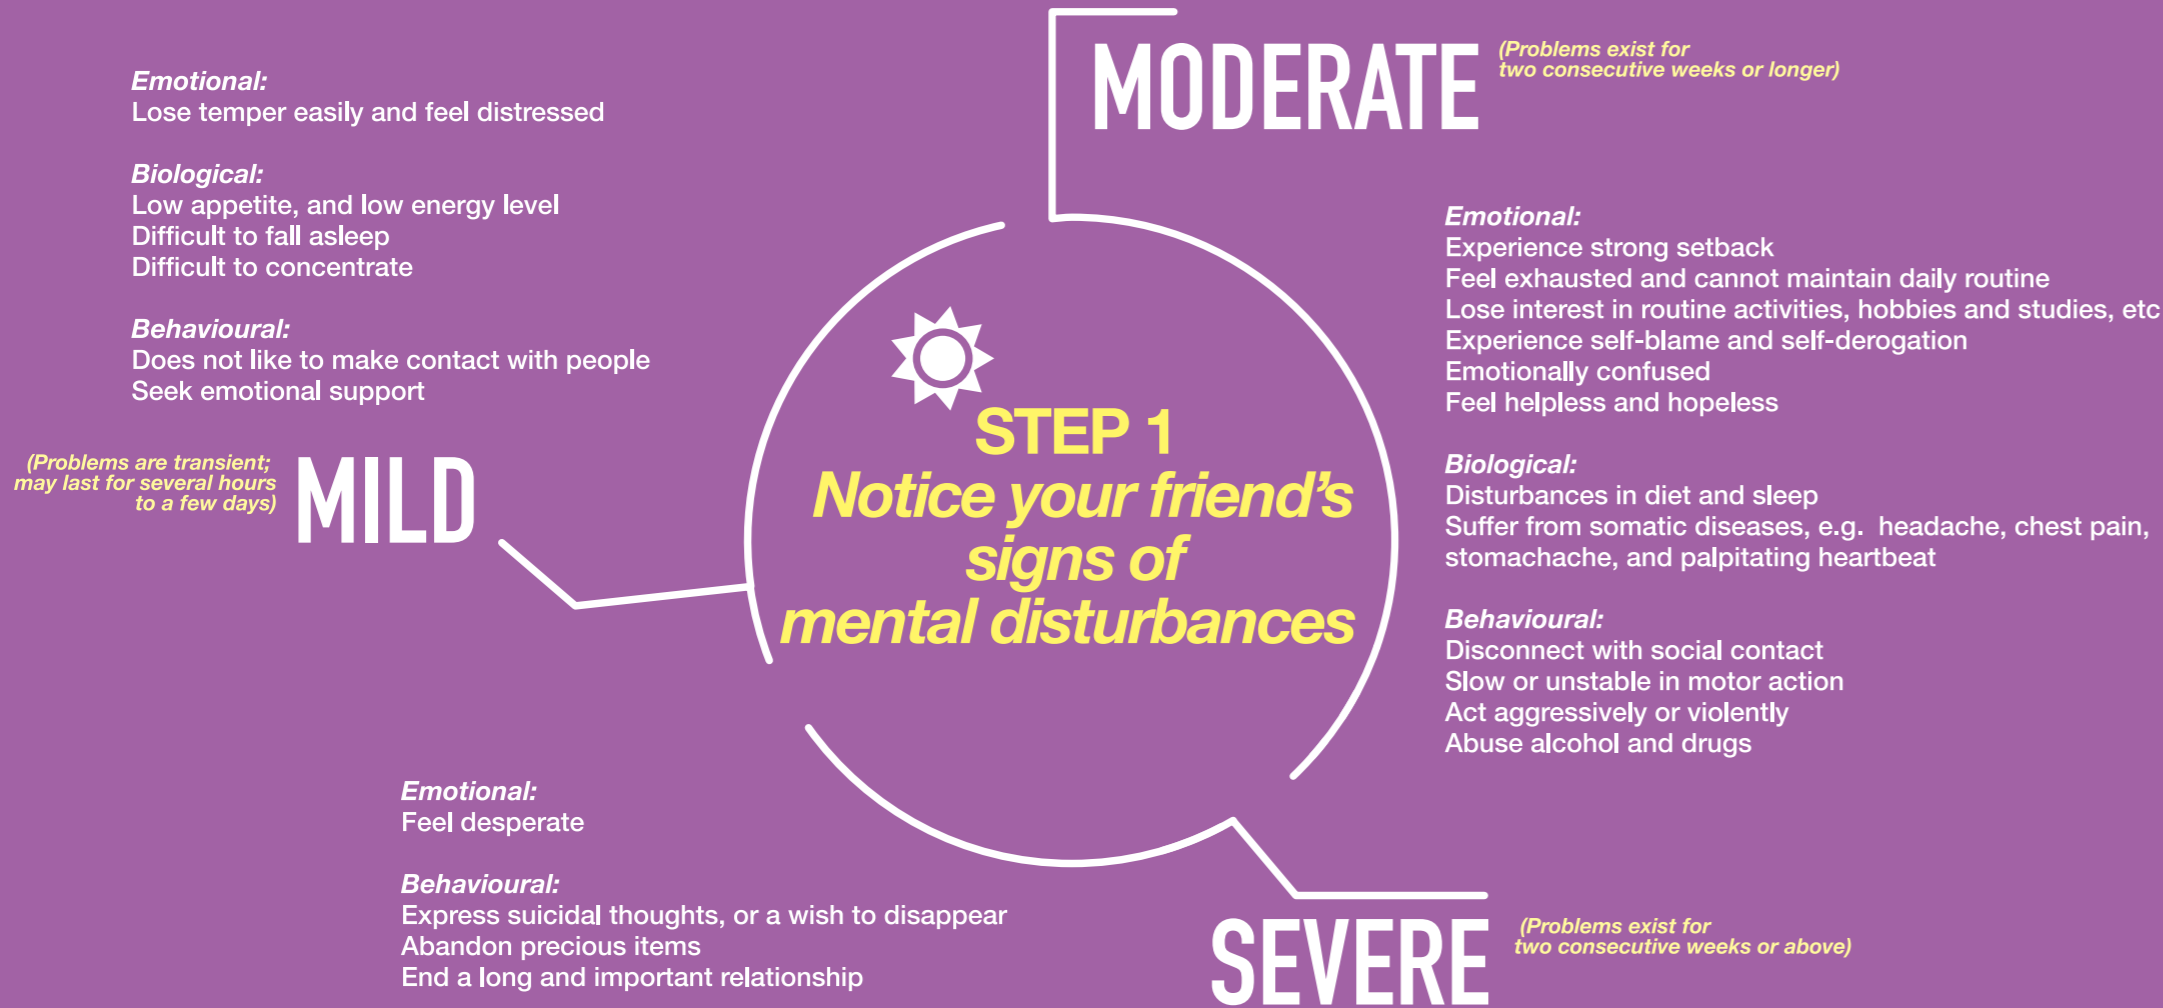 Emotional:
Lose temper easily and feel distressed
Biological:
Low appetite, and low energy level
Difficult to fall asleep
Difficult to concentrate
Behavioural:
Does not like to make contact with people
Seek emotional support
(Problems are transient;
may last for several hours
to a few days)
MILD
STEP 1
Notice your friend's
signs of
mental disturbances
MODERATE
(Problems exist for
two consecutive weeks or longer)
Emotional:
Experience strong setback
Feel exhausted and cannot maintain daily routine
Lose interest in routine activities, hobbies and studies, etc
Experience self-blame and self-derogation
Emotionally confused
Feel helpless and hopeless
Biological:
Disturbances in diet and sleep
Suffer from somatic diseases, e.g. headache, chest pain,
stomachache, and palpitating heartbeat
Behavioural:
Disconnect with social contact
Slow or unstable in motor action
Act aggressively or violently
Abuse alcohol and drugs
Emotional:
Feel desperate
Behavioural:
Express suicidal thoughts, or a wish to disappear
Abandon precious items
End a long and important relationship
SEVERE
(Problems exist for
two consecutive weeks or above)